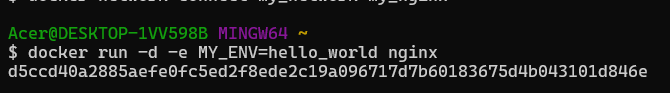 Acer@DESKTOP-1VV598B MINGW64 ~
$ docker run -d -e MY_ENV=hello_world nginx
d5ccd40a2885aefe0fc5ed2f8ede2c19a096717d7b60183675d4b043101d846e